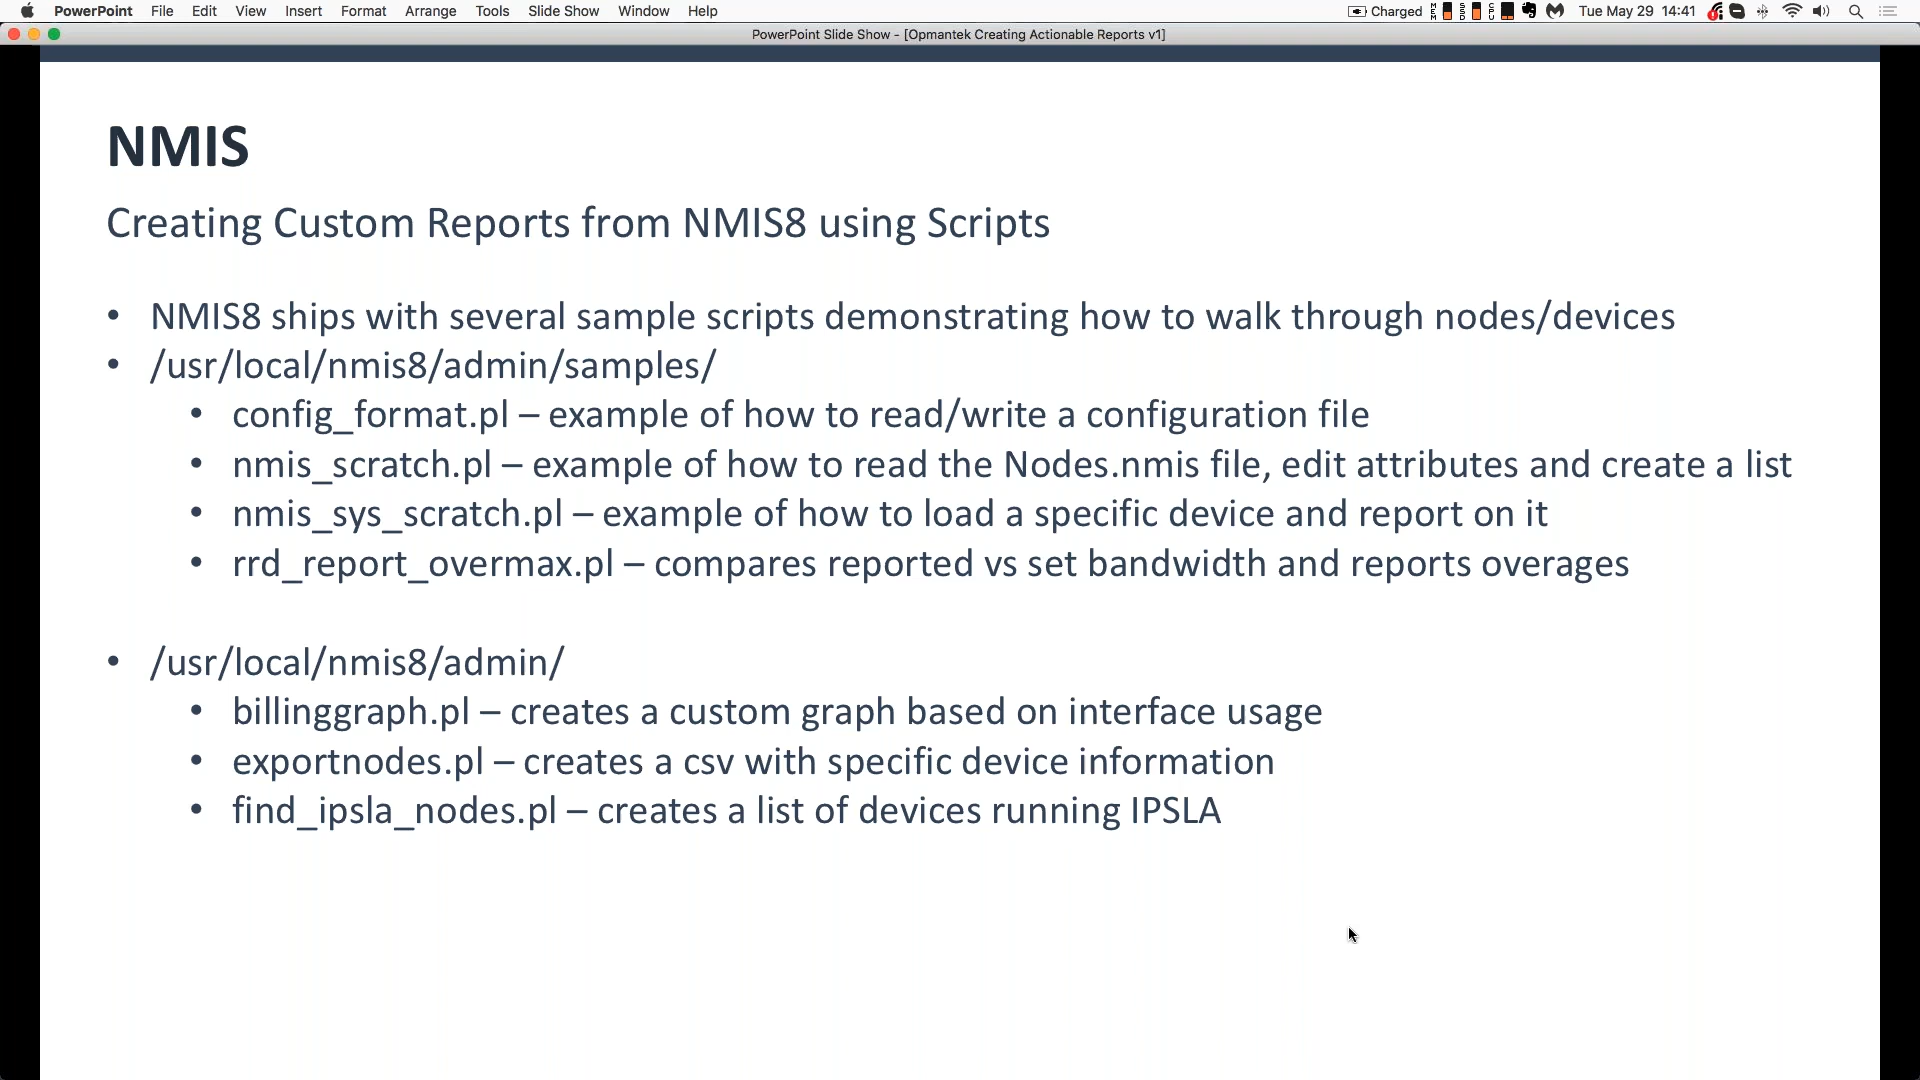 PowerPoint File Edit View Insert Format Arrange Tools Slide Show Window Help Charged MEM SSD CPU Tue May 29 14:41
PowerPoint Slide Show - [Opmantek Creating Actionable Reports v1]
NMIS
Creating Custom Reports from NMIS8 using Scripts
• NMIS8 ships with several sample scripts demonstrating how to walk through nodes/devices
• /usr/local/nmis8/admin/samples/
• config_format.pl – example of how to read/write a configuration file
• nmis_scratch.pl – example of how to read the Nodes.nmis file, edit attributes and create a list
• nmis_sys_scratch.pl – example of how to load a specific device and report on it
• rrd_report_overmax.pl – compares reported vs set bandwidth and reports overages
• /usr/local/nmis8/admin/
• billinggraph.pl – creates a custom graph based on interface usage
• exportnodes.pl – creates a csv with specific device information
• find_ipsla_nodes.pl – creates a list of devices running IPSLA